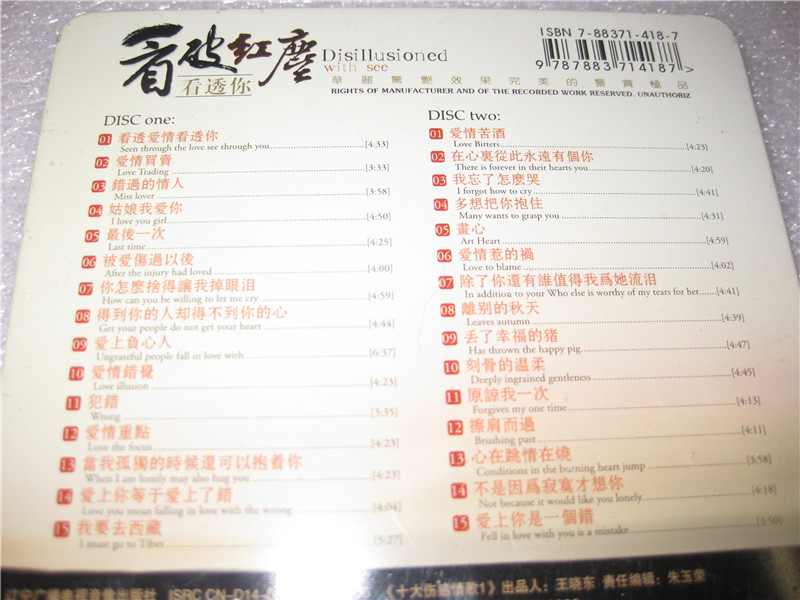 看破红塵
看透你
Disillusioned
with see
華麗驚艷效果完美的鑒賞極品
RIGHTS OF MANUFACTURER AND OF THE RECORDED WORK RESERVED. UNAUTHORIZ
ISBN 7-88371-418-7
9 787883 714187 >
DISC one:
01 看透愛情看透你
Seen through the love see through you [4:33]
02 愛情買賣
Love Trading [3:33]
03 錯過的情人
Miss lover [3:58]
04 姑娘我愛你
I love you girl [4:50]
05 最後一次
Last time [4:25]
06 被愛傷過以後
After the injury had loved [4:00]
07 你怎麽捨得讓我掉眼泪
How can you be willing to let me cry [4:59]
08 得到你的人却得不到你的心
Get your people do not get your heart [4:44]
09 愛上負心人
Ungrateful people fall in love with [6:37]
10 愛情錯覺
Love illusion [4:23]
11 犯錯
Wrong [3:35]
12 愛情重點
Love the focus [4:23]
13 當我孤獨的時候還可以抱着你
When I am lonely may also hug you [4:23]
14 愛上你等于愛上了錯
Love you mean falling in love with the wrong [4:04]
15 我要去西藏
I must go to Tibet [5:27]
DISC two:
01 愛情苦酒
Love Bitters [4:23]
02 在心裏從此永遠有個你
There is forever in their hearts you [4:20]
03 我忘了怎麽哭
I forgot how to cry [4:41]
04 多想把你抱住
Many wants to grasp you [4:31]
05 畫心
Art Heart [4:59]
06 愛情惹的禍
Love to blame [4:02]
07 除了你還有誰值得我爲她流泪
In addition to your Who else is worthy of my tears for her [4:41]
08 離别的秋天
Leaves autumn [4:39]
09 丢了幸福的猪
Has thrown the happy pig [4:47]
10 刻骨的温柔
Deeply ingrained gentleness [4:45]
11 原諒我一次
Forgives my one time [4:13]
12 擦肩而過
Brushing past [4:11]
13 心在跳情在燒
Conditions in the burning heart jump [3:58]
14 不是因爲寂寞才想你
Not because it would like you lonely [4:18]
15 愛上你是一個錯
Fell in love with you is a mistake
广播电视音像出版社 ISRC CN-D14- 《十大伤感情歌1》 出品人：王晓东 责任编辑：朱玉荣